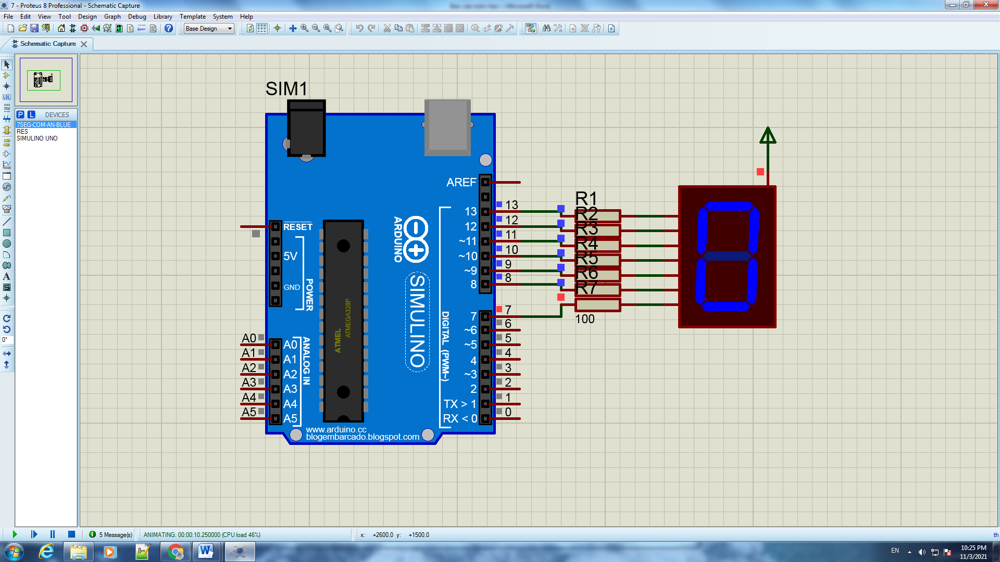 7 - Proteus 8 Professional - Schematic Capture
File Edit View Tool Design Graph Debug Library Template System Help
Base Design
Schematic Capture
P L DEVICES
7SEG-COM-AN-BLUE
RES
SIMULINO UNO
LBL
A
S
0°
SIM1
AREF
RESET
5V
GND
POWER
A0 A0
A1 A1
A2 A2
A3 A3
A4 A4
A5 A5
ANALOG IN
ATMEL
ATMEGA328P
ARDUINO
SIMULINO
DIGITAL (PWM~)
13 13
12 12
~11 11
~10 10
~9 9
8 8
7 7
~6 6
~5 5
4 4
~3 3
2 2
TX > 1 1
RX < 0 0
www.arduino.cc
blogembarcado.blogspot.com
R1
R2
R3
R4
R5
R6
R7
100
5 Message(s) ANIMATING: 00:00:10.250000 (CPU load 46%) x: +2600.0 y: +1500.0 th
EN
10:25 PM
11/3/2021